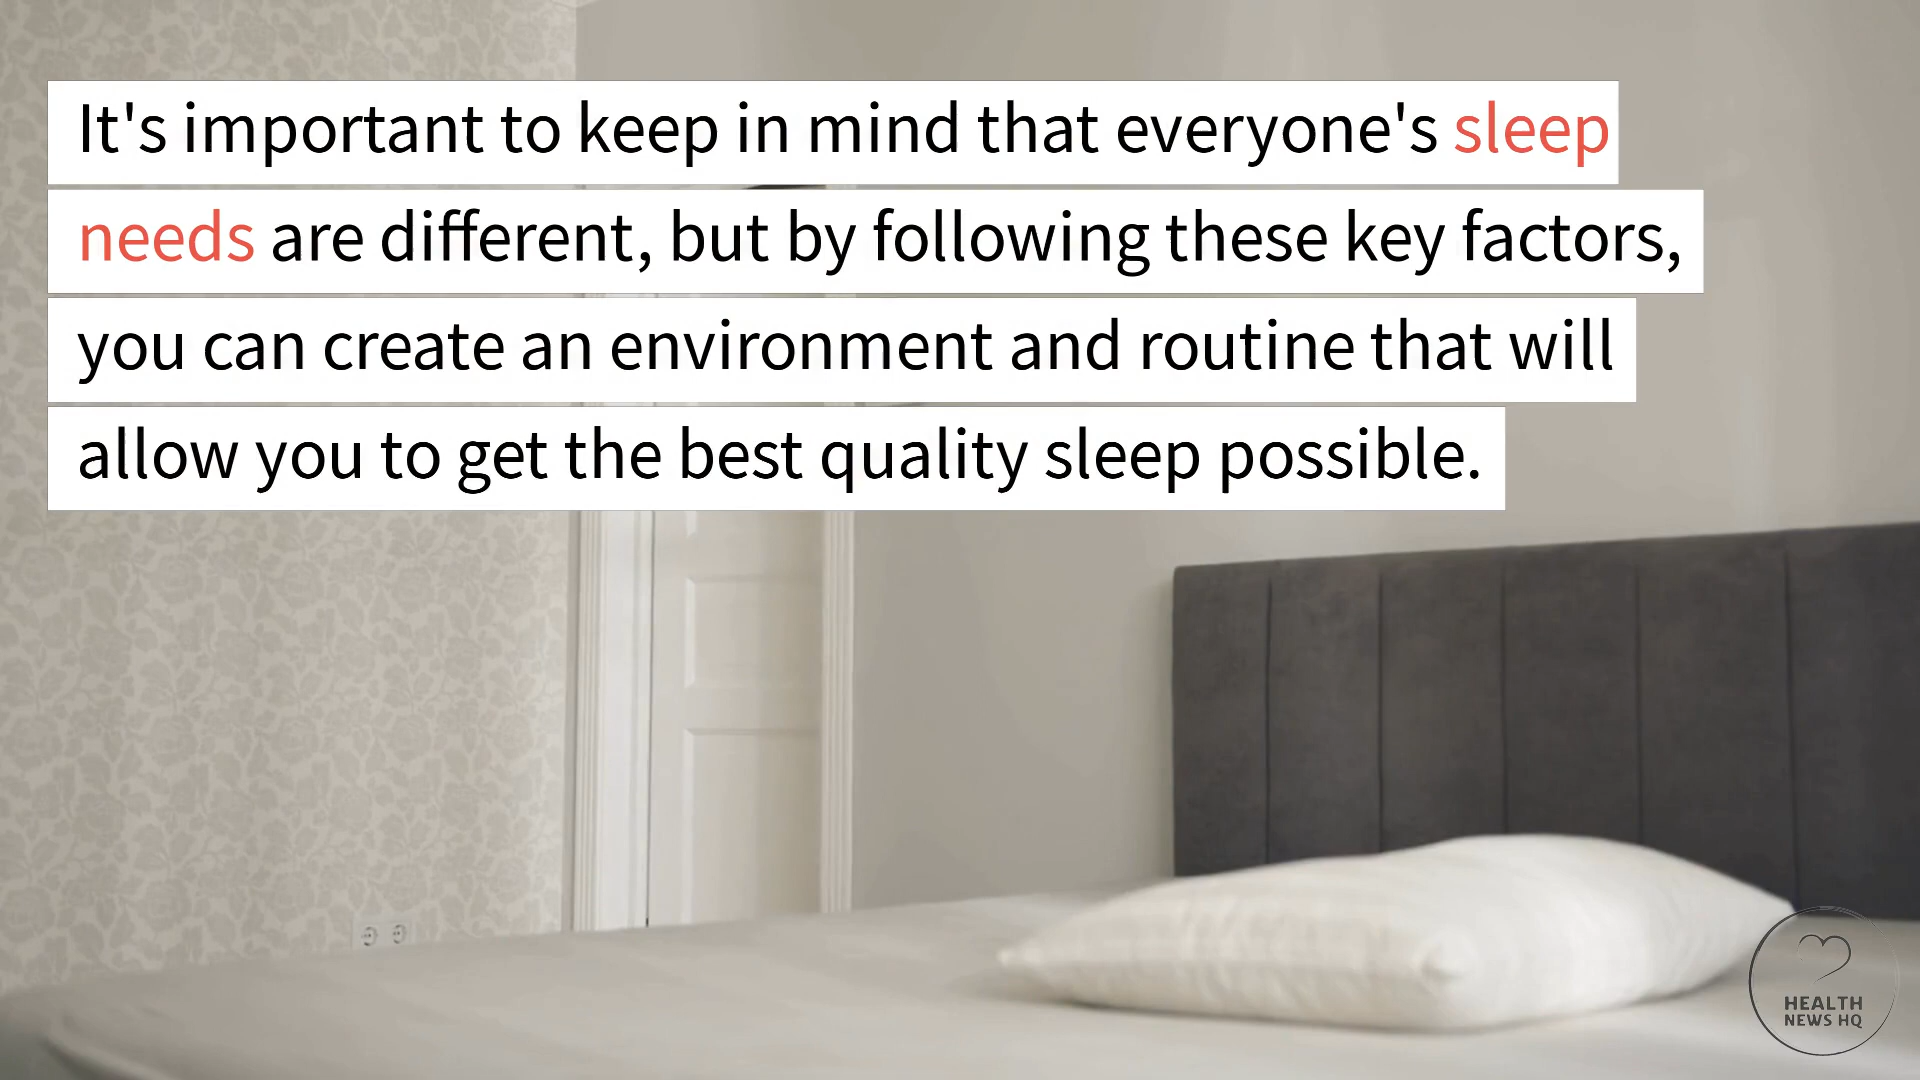 It's important to keep in mind that everyone's sleep
needs are different, but by following these key factors,
you can create an environment and routine that will
allow you to get the best quality sleep possible.
HEALTH
NEWS HQ